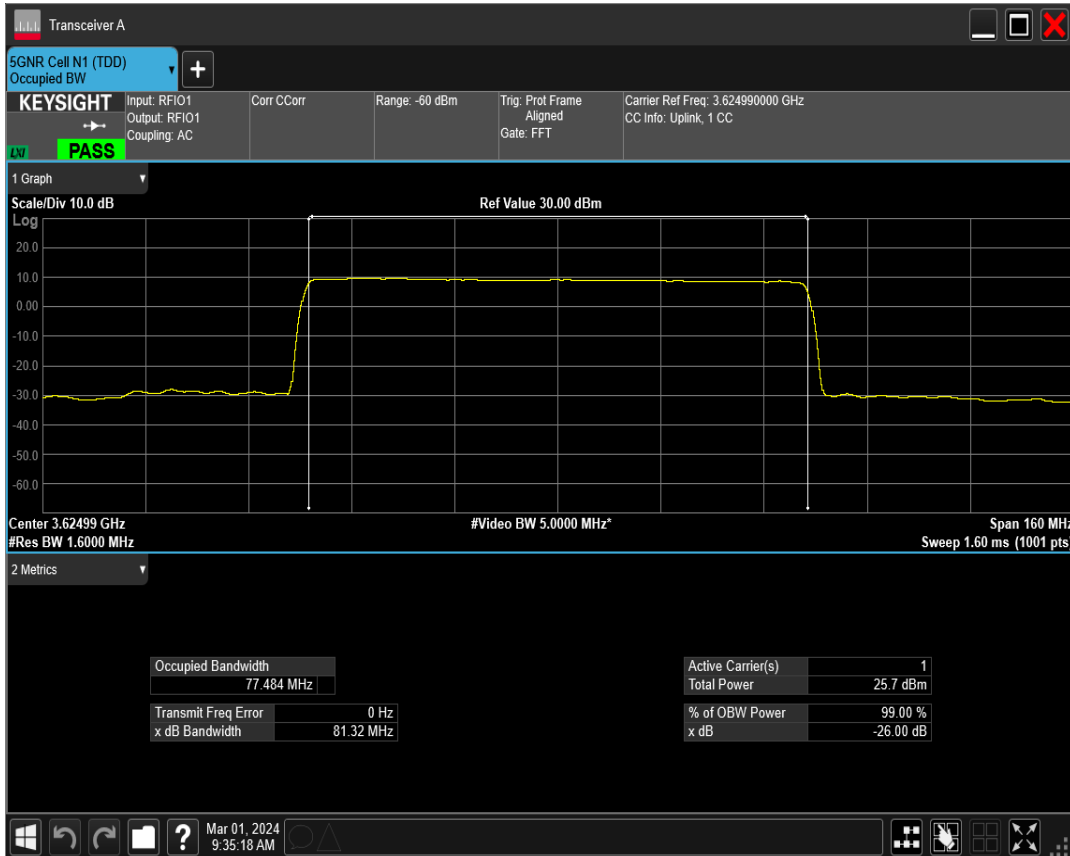 Transceiver A
5GNR Cell N1 (TDD)
Occupied BW
KEYSIGHT
Input: RFIO1
Output: RFIO1
Coupling: AC
Corr CCorr
Range: -60 dBm
Trig: Prot Frame
Aligned
Gate: FFT
Carrier Ref Freq: 3.624990000 GHz
CC Info: Uplink, 1 CC
LXI
PASS
1 Graph
Scale/Div 10.0 dB
Ref Value 30.00 dBm
Log
20.0
10.0
0.00
-10.0
-20.0
-30.0
-40.0
-50.0
-60.0
Center 3.62499 GHz
#Video BW 5.0000 MHz*
Span 160 MHz
#Res BW 1.6000 MHz
Sweep 1.60 ms (1001 pts)
2 Metrics
Occupied Bandwidth
77.484 MHz
Transmit Freq Error 0 Hz
x dB Bandwidth 81.32 MHz
Active Carrier(s) 1
Total Power 25.7 dBm
% of OBW Power 99.00 %
x dB -26.00 dB
?
Mar 01, 2024
9:35:18 AM